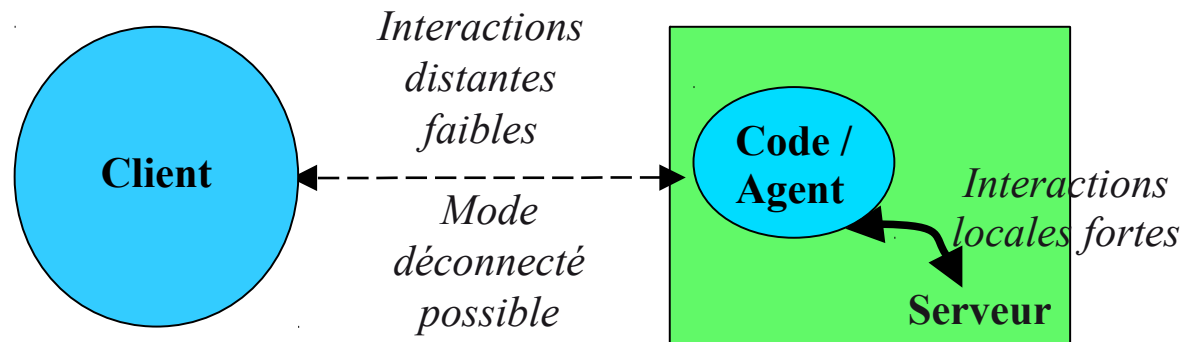 Interactions
distantes
faibles
Client
Mode
déconnecté
possible
Code /
Agent
Interactions
locales fortes
Serveur